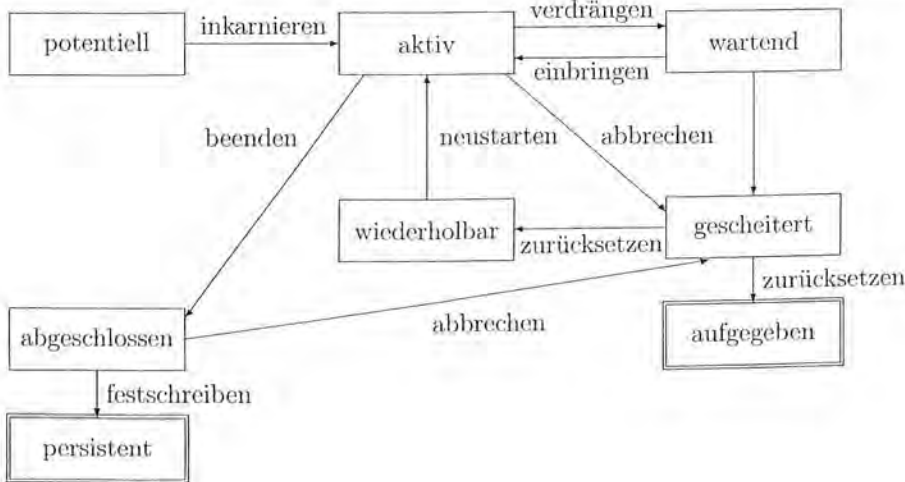 potentiell
inkarnieren
aktiv
verdrängen
wartend
einbringen
beenden
neustarten
abbrechen
wiederholbar
zurücksetzen
gescheitert
zurücksetzen
abgeschlossen
abbrechen
aufgegeben
festschreiben
persistent